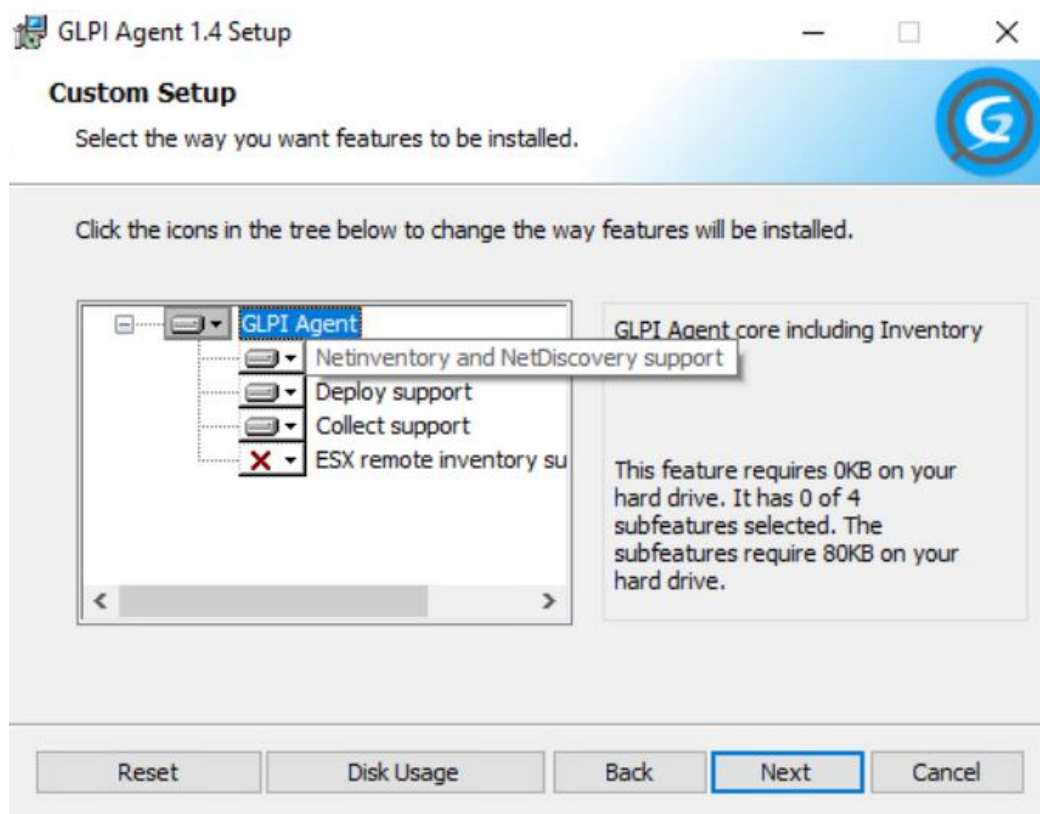 GLPI Agent 1.4 Setup
Custom Setup
Select the way you want features to be installed.
Click the icons in the tree below to change the way features will be installed.
GLPI Agent
Netinventory and NetDiscovery support
Deploy support
Collect support
ESX remote inventory su
GLPI Agent core including Inventory
This feature requires 0KB on your
hard drive. It has 0 of 4
subfeatures selected. The
subfeatures require 80KB on your
hard drive.
Reset
Disk Usage
Back
Next
Cancel